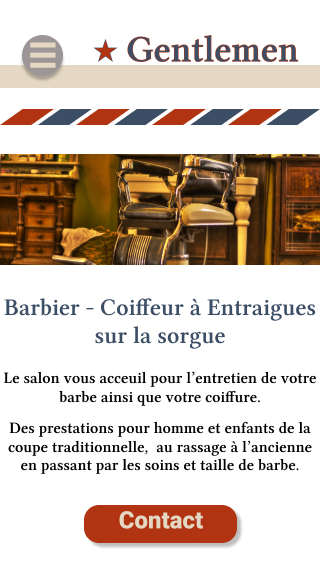 ★ Gentlemen
Barbier - Coiffeur à Entraigues
sur la sorgue
Le salon vous acceuil pour l'entretien de votre
barbe ainsi que votre coiffure.
Des prestations pour homme et enfants de la
coupe traditionnelle, au rassage à l'ancienne
en passant par les soins et taille de barbe.
Contact